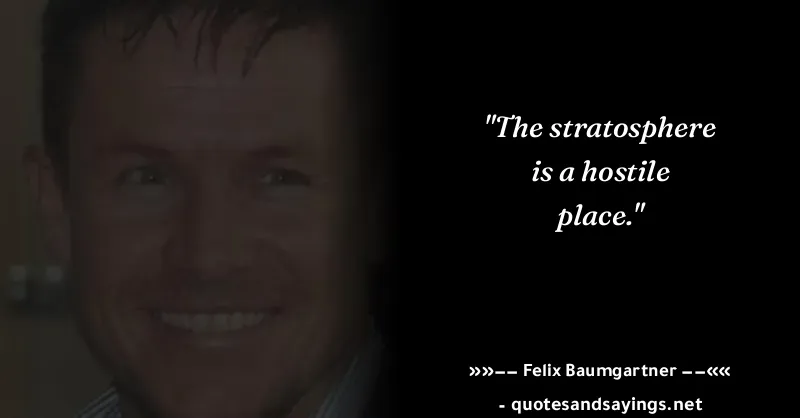 "The stratosphere
is a hostile
place."
»»−− Felix Baumgartner −−««
- quotesandsayings.net